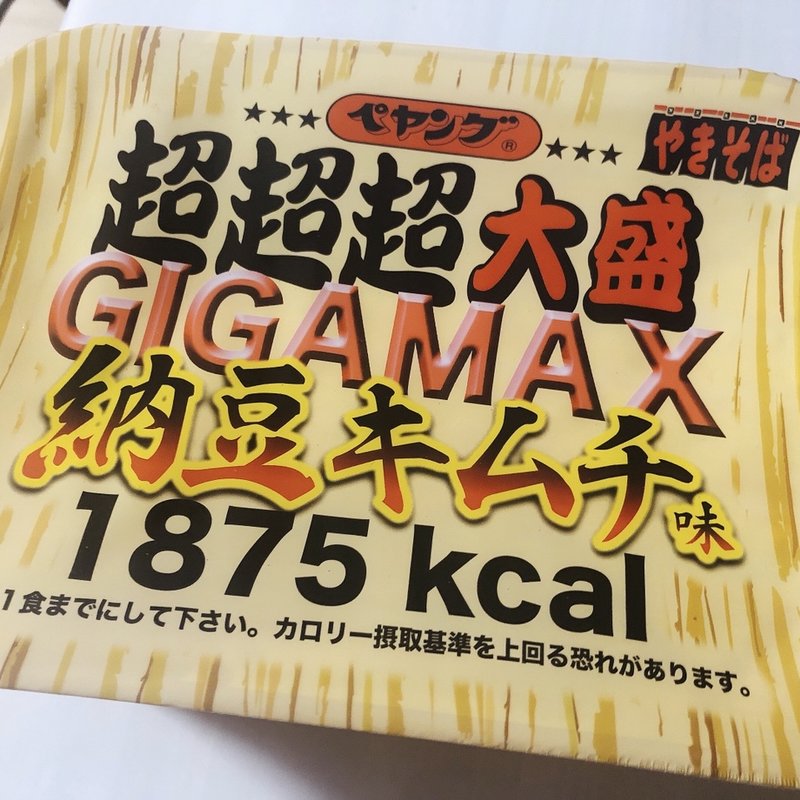 ★★★ ペヤング® ★★★
やきそば
超超超大盛
GIGAMAX
納豆キムチ味
1875 kcal
1食までにして下さい。カロリー摂取基準を上回る恐れがあります。